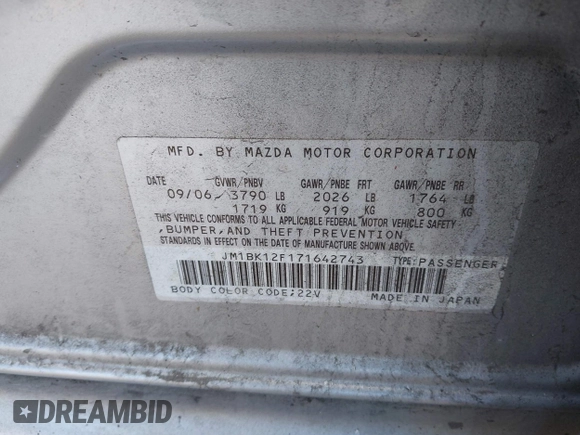 MFD. BY MAZDA MOTOR CORPORATION
DATE GVWR/PNBV GAWR/PNBE FRT GAWR/PNBE RR
09/06 3790 LB 2026 LB 1764 LB
1719 KG 919 KG 800 KG
THIS VEHICLE CONFORMS TO ALL APPLICABLE FEDERAL MOTOR VEHICLE SAFETY
,BUMPER,AND THEFT PREVENTION
STANDARDS IN EFFECT ON THE DATE OF MANUFACTURE SHOWN ABOVE.
JM1BK12F171642743 TYPE:PASSENGER
BODY COLOR CODE;22V MADE IN JAPAN
DREAMBID